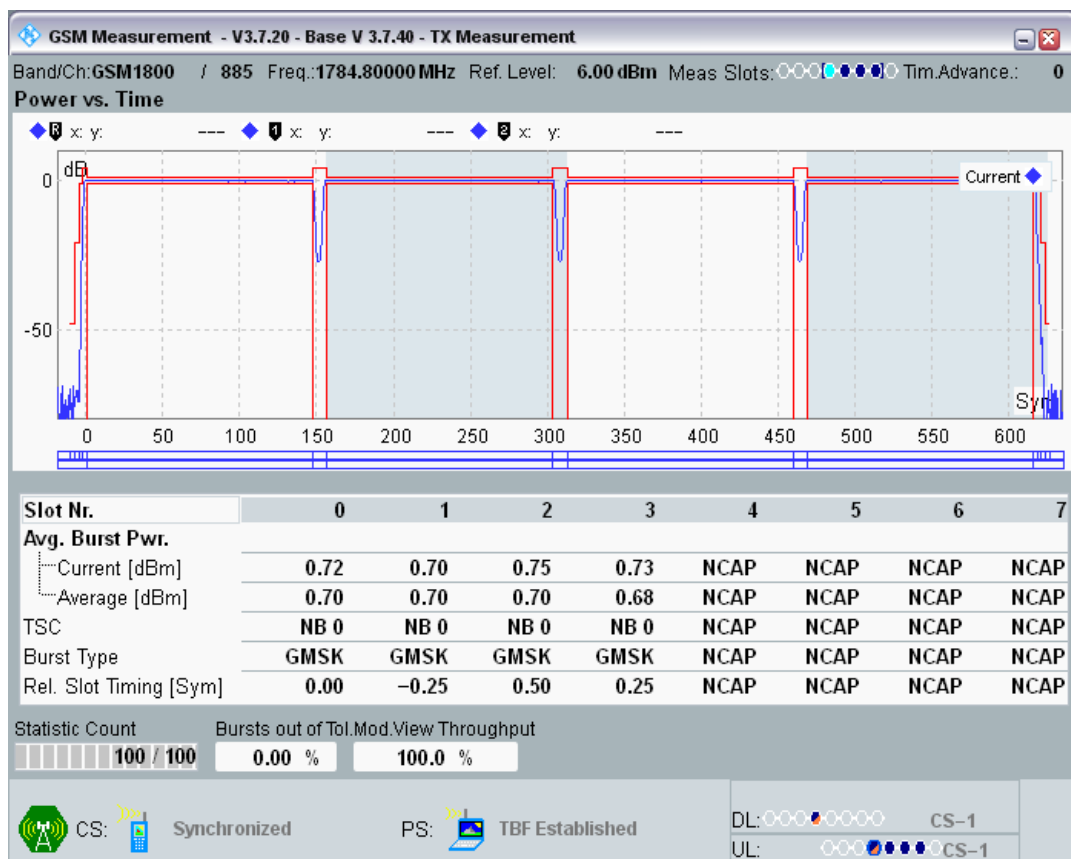 GSM Measurement - V3.7.20 - Base V 3.7.40 - TX Measurement
Band/Ch:GSM1800 / 885 Freq.:1784.80000 MHz Ref. Level: 6.00 dBm Meas Slots: Tim.Advance.: 0
Power vs. Time
R x: y: --- 1 x: y: --- 2 x: y: ---
dB
Current
0
-50
Sym
0 50 100 150 200 250 300 350 400 450 500 550 600
Slot Nr. 0 1 2 3 4 5 6 7
Avg. Burst Pwr.
Current [dBm] 0.72 0.70 0.75 0.73 NCAP NCAP NCAP NCAP
Average [dBm] 0.70 0.70 0.70 0.68 NCAP NCAP NCAP NCAP
TSC NB 0 NB 0 NB 0 NB 0 NCAP NCAP NCAP NCAP
Burst Type GMSK GMSK GMSK GMSK NCAP NCAP NCAP NCAP
Rel. Slot Timing [Sym] 0.00 −0.25 0.50 0.25 NCAP NCAP NCAP NCAP
Statistic Count Bursts out of Tol.Mod.View Throughput
100 / 100 0.00 % 100.0 %
CS: Synchronized PS: TBF Established DL: CS−1
UL: CS−1